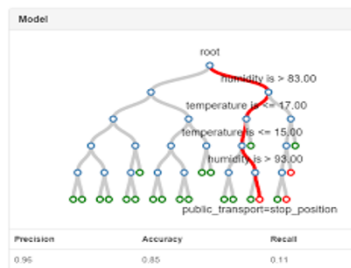 Model
root
humidity is > 83.00
temperature is <= 17.00
temperature is <= 15.00
humidity is > 93.00
public_transport=stop_position
Precision Accuracy Recall
0.96 0.85 0.11